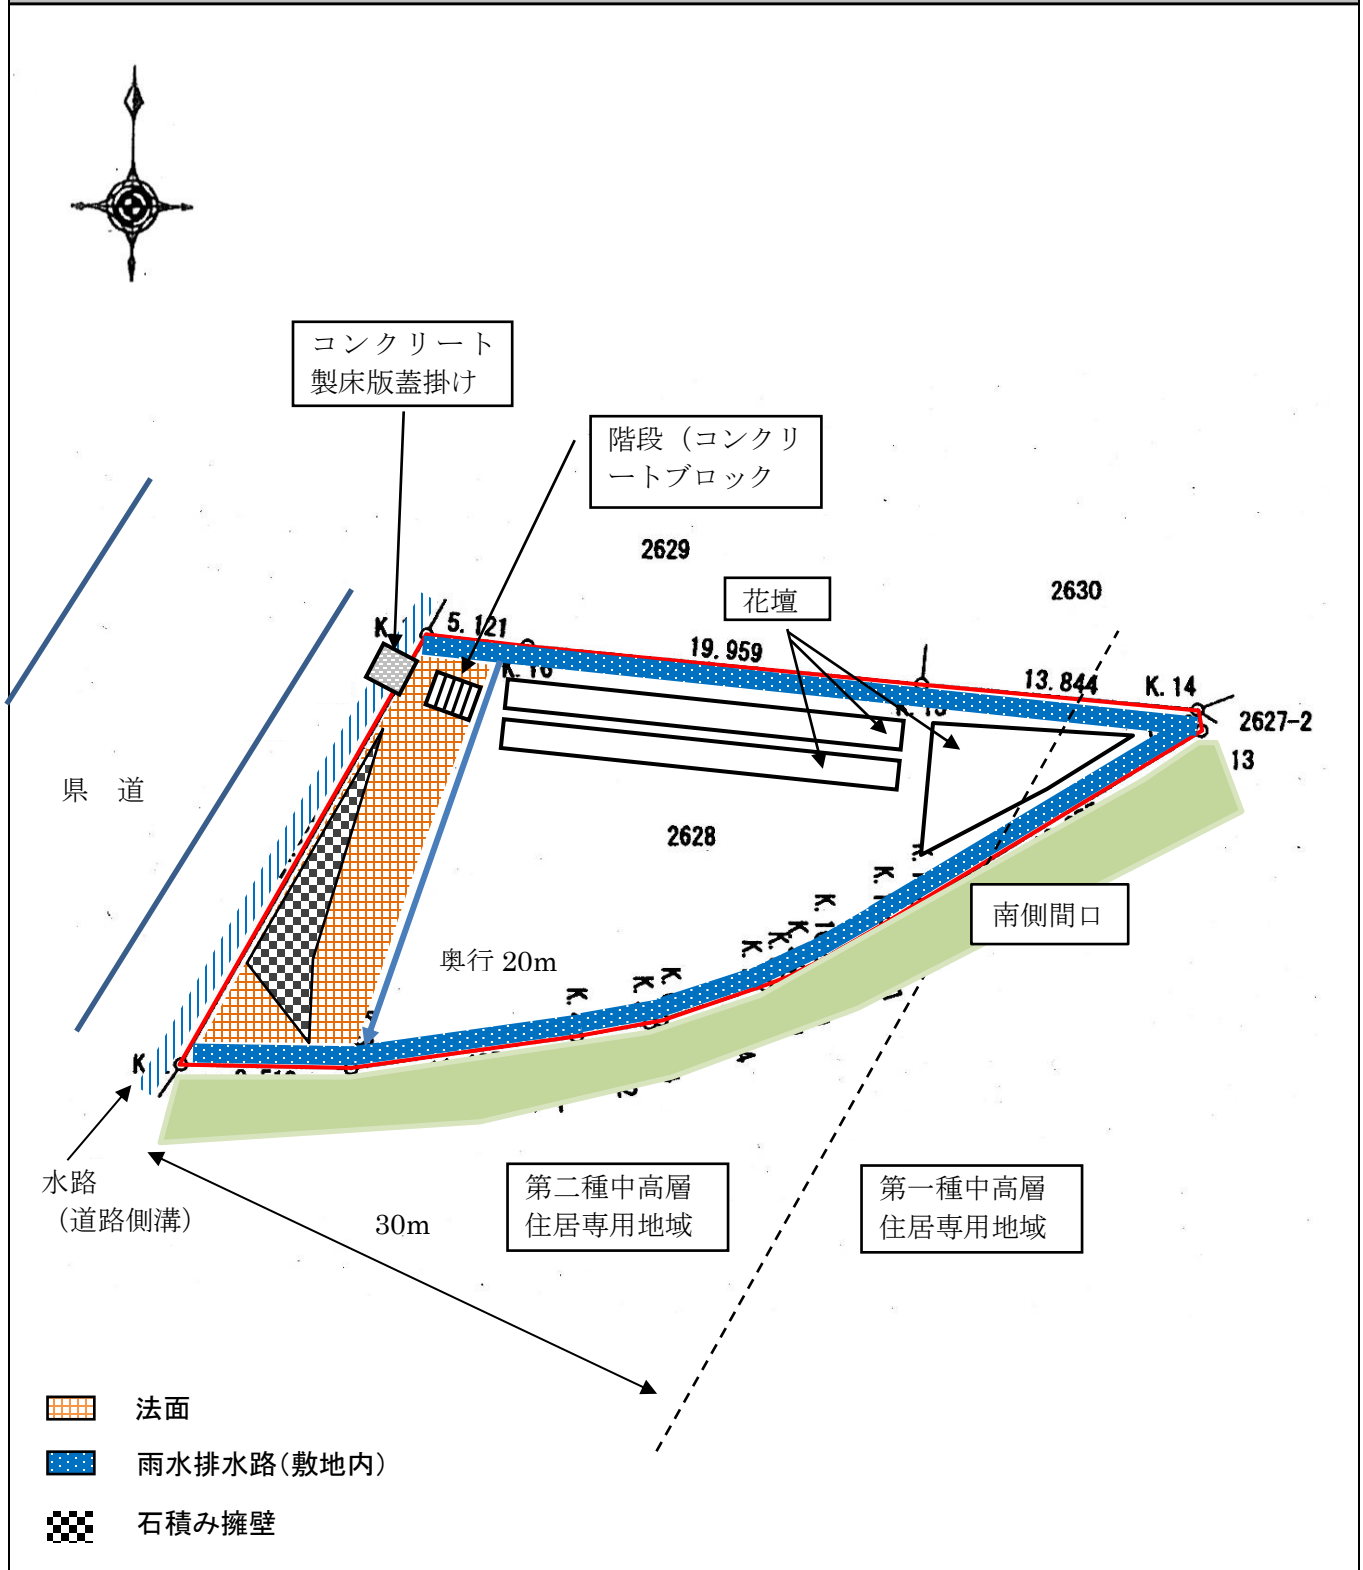 コンクリート
製床版蓋掛け
階段（コンクリ
ートブロック
2629
花壇
2630
5.121
19.959
13.844
K.14
2627-2
13
県　道
2628
奥行 20m
南側間口
水路
（道路側溝）
30m
第二種中高層
住居専用地域
第一種中高層
住居専用地域
法面
雨水排水路（敷地内）
石積み擁壁